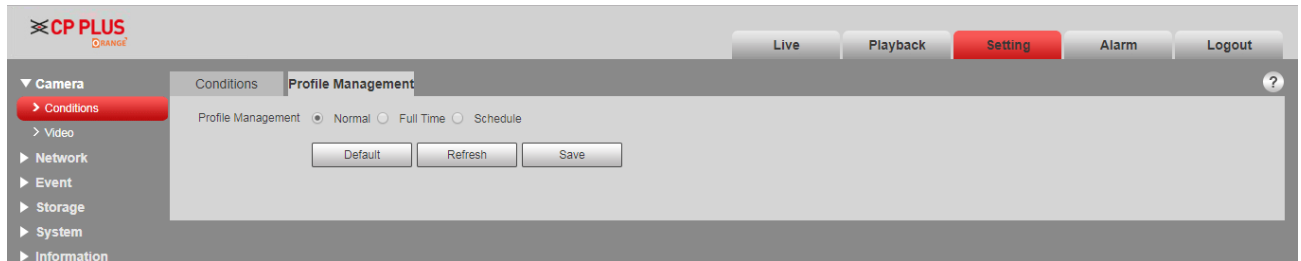 CP PLUS
ORANGE
Live Playback Setting Alarm Logout
Camera
Conditions
Video
Network
Event
Storage
System
Information
Conditions Profile Management ?
Profile Management Normal Full Time Schedule
Default Refresh Save